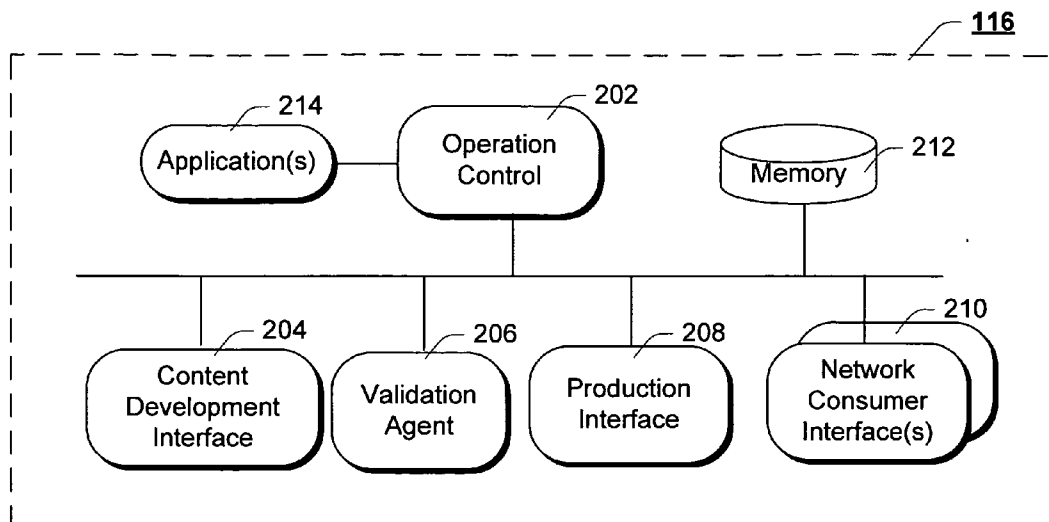 116
214
202
Application(s)
Operation
Control
Memory
212
204
206
208
210
Content
Development
Interface
Validation
Agent
Production
Interface
Network
Consumer
Interface(s)